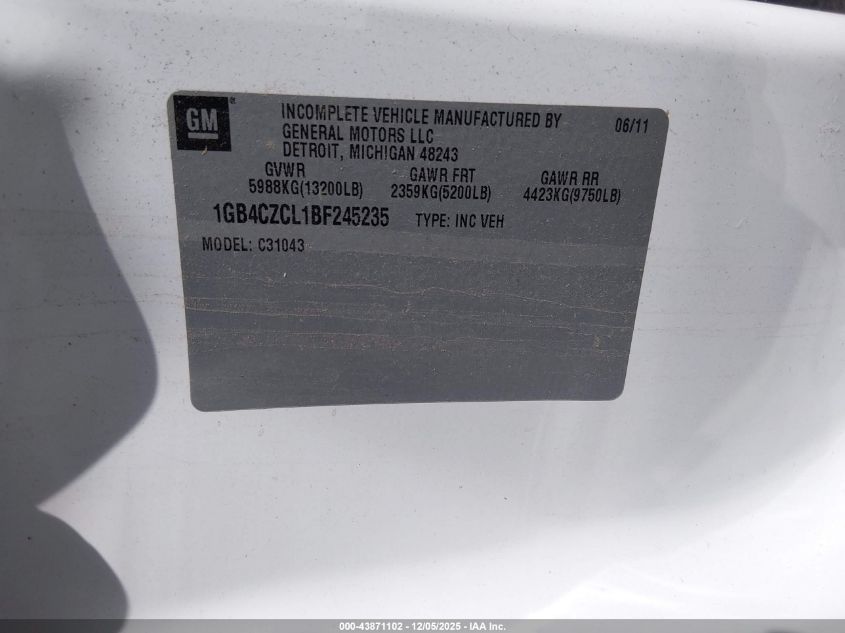 GM
INCOMPLETE VEHICLE MANUFACTURED BY
GENERAL MOTORS LLC
DETROIT, MICHIGAN 48243
06/11
GVWR GAWR FRT GAWR RR
5988KG(13200LB) 2359KG(5200LB) 4423KG(9750LB)
1GB4CZCL1BF245235 TYPE: INC VEH
MODEL: C31043
000-43871102 - 12/05/2025 - IAA Inc.